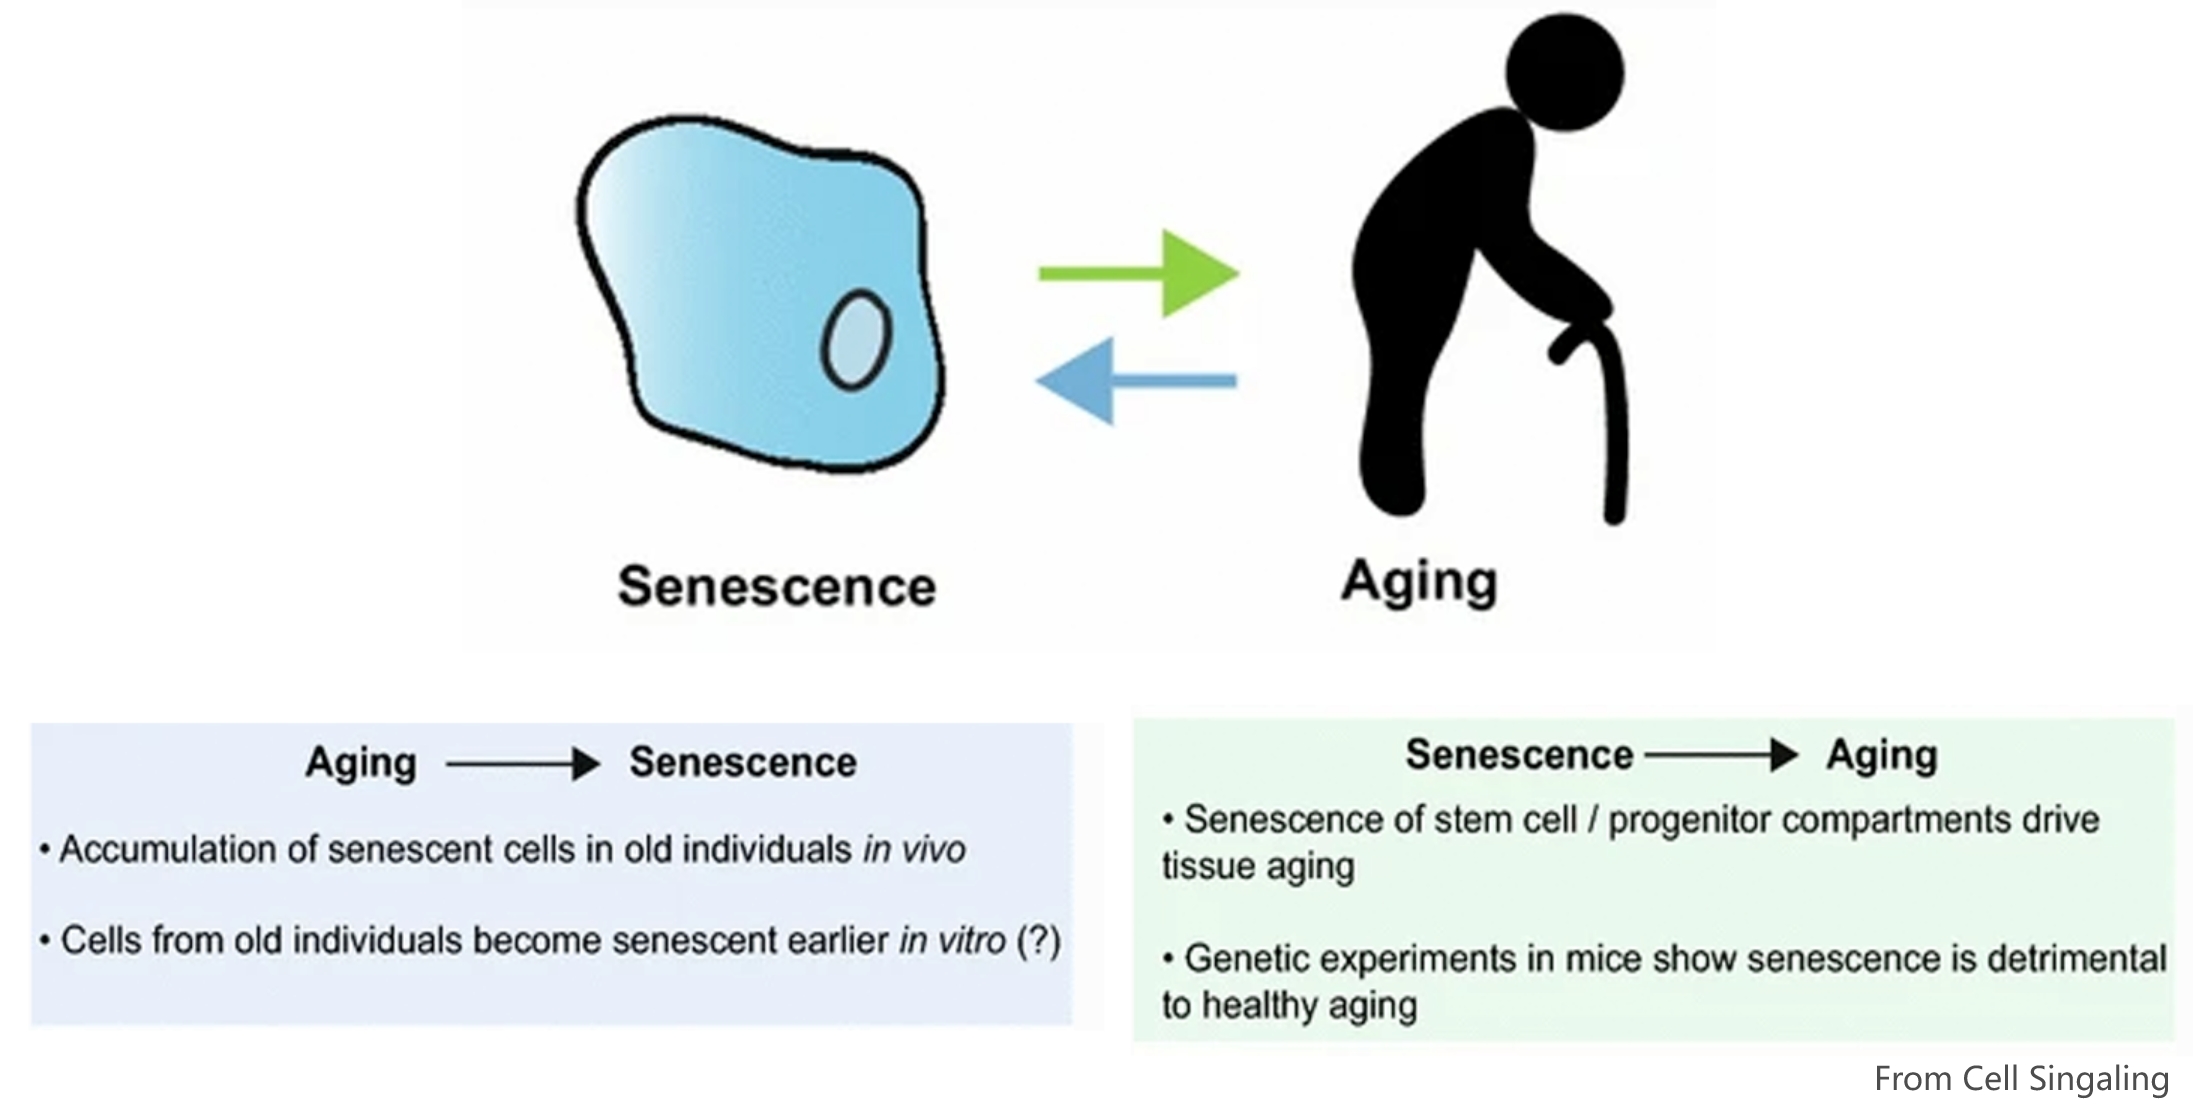 Senescence
Aging
Aging Senescence
• Accumulation of senescent cells in old individuals in vivo
• Cells from old individuals become senescent earlier in vitro (?)
Senescence Aging
• Senescence of stem cell / progenitor compartments drive
tissue aging
• Genetic experiments in mice show senescence is detrimental
to healthy aging
From Cell Singaling